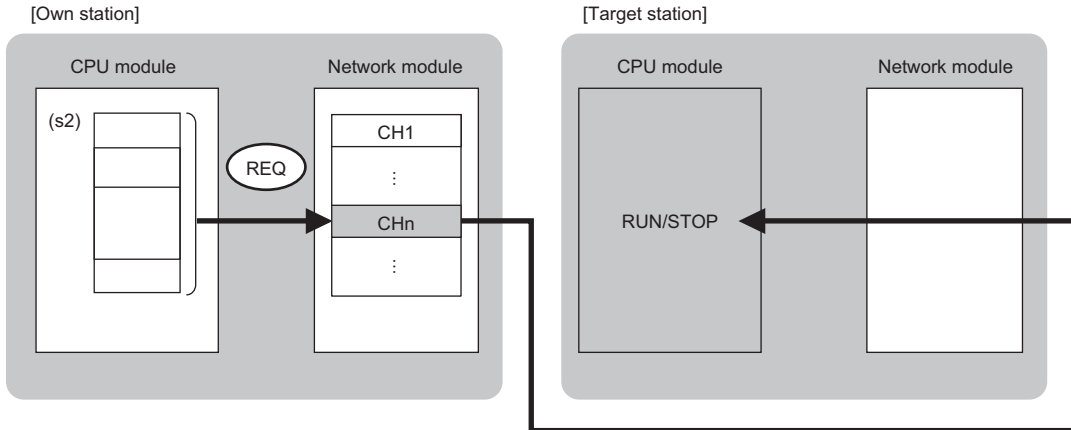 [Own station]
[Target station]
CPU module
Network module
CPU module
Network module
(s2)
CH1
REQ
⋮
CHn
RUN/STOP
⋮